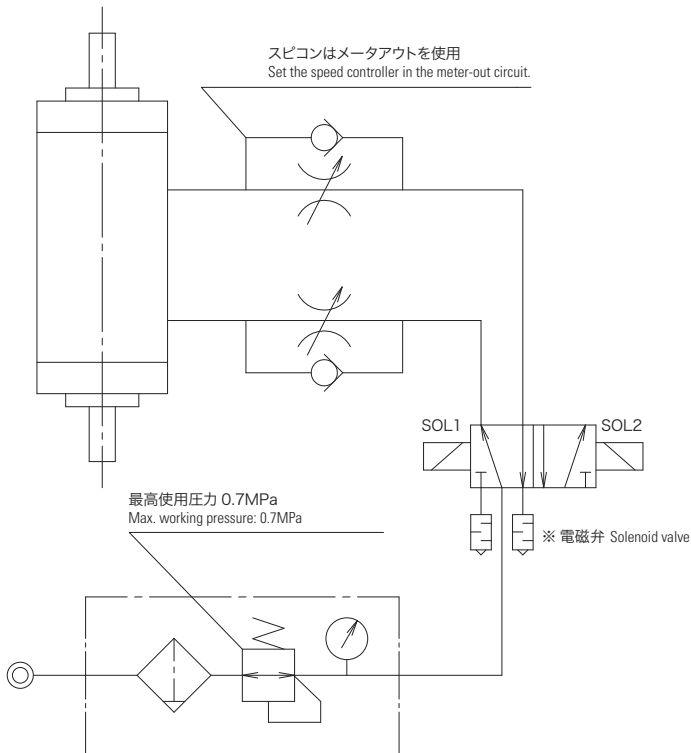 スピコンはメータアウトを使用
Set the speed controller in the meter-out circuit.
SOL1
SOL2
最高使用圧力 0.7MPa
Max. working pressure: 0.7MPa
※ 電磁弁 Solenoid valve